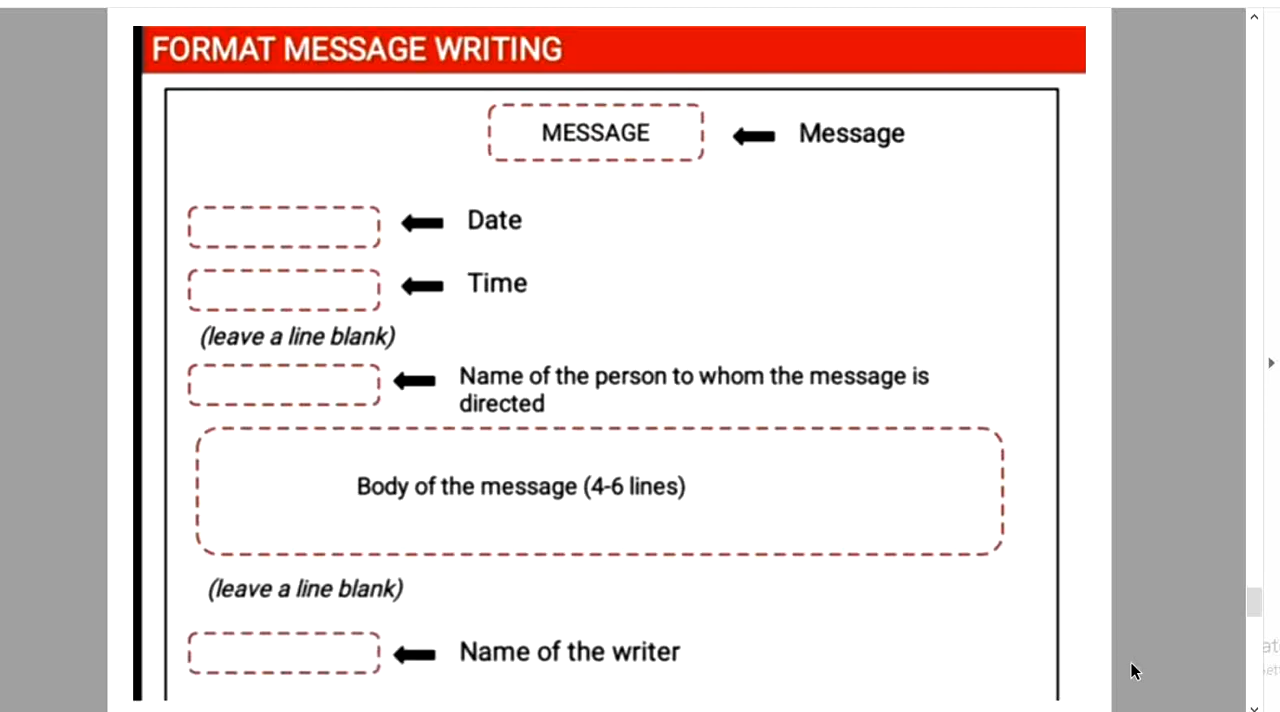 FORMAT MESSAGE WRITING
MESSAGE
Message
Date
Time
(leave a line blank)
Name of the person to whom the message is
directed
Body of the message (4-6 lines)
(leave a line blank)
Name of the writer